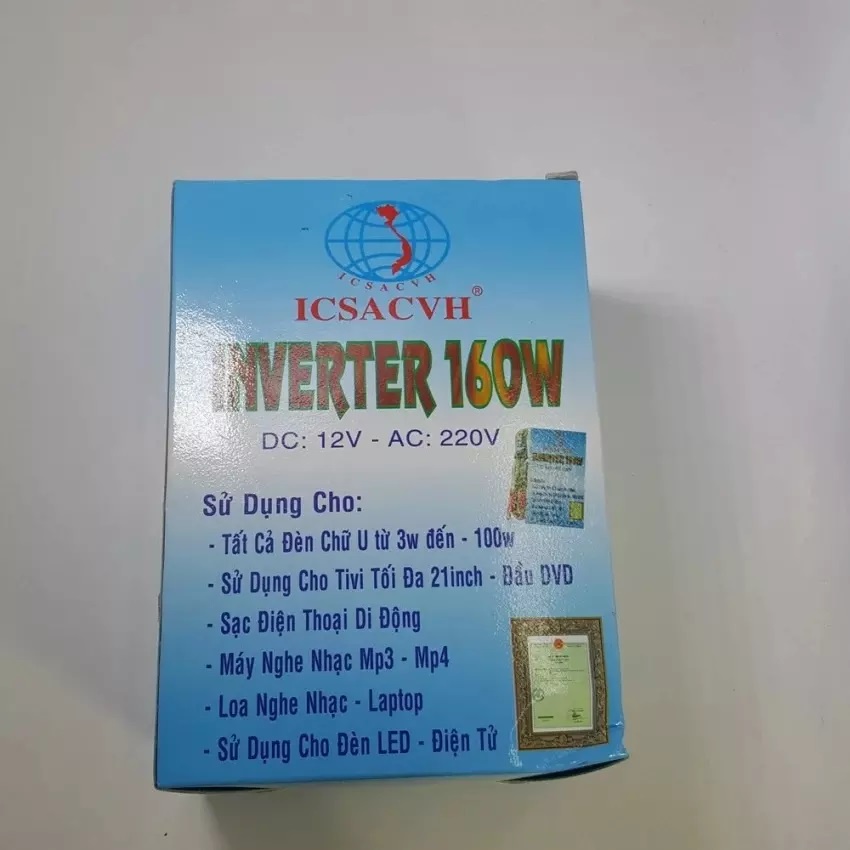 ICSACVH
ICSACVH®
INVERTER 160W
DC: 12V - AC: 220V
INVERTER 160W
Sử Dụng Cho:
- Tất Cả Đèn Chữ U từ 3w đến - 100w
- Sử Dụng Cho Tivi Tối Đa 21inch - Đầu DVD
- Sạc Điện Thoại Di Động
- Máy Nghe Nhạc Mp3 - Mp4
- Loa Nghe Nhạc - Laptop
- Sử Dụng Cho Đèn LED - Điện Tử